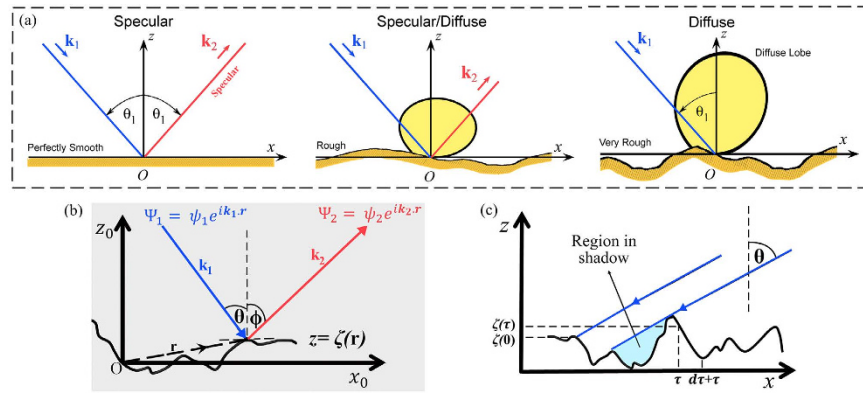 (a)
Specular
Specular/Diffuse
Diffuse
z
k₁
k₂
Specular
θ₁
θ₁
Perfectly Smooth
x
O
z
k₁
k₂
Rough
x
O
z
k₁
Diffuse Lobe
θ₁
Very Rough
x
O
(b)
z₀
Ψ₁ = ψ₁e^{ik₁.r}
Ψ₂ = ψ₂e^{ik₂.r}
k₁
k₂
θ
ϕ
z=ζ(r)
r
O
x₀
(c)
z
Region in
shadow
θ
ζ(τ)
ζ(0)
τ
dτ+τ
x